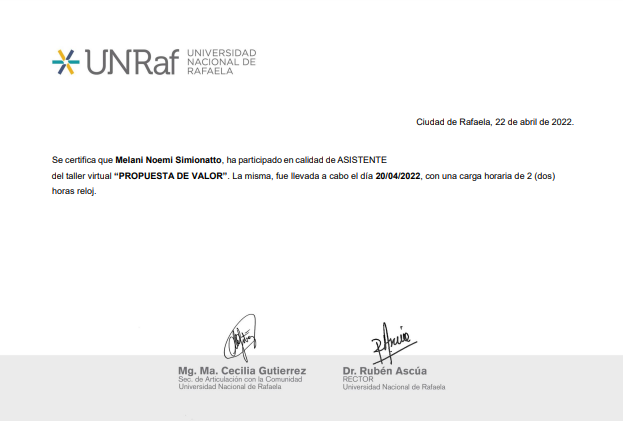 UNRaf UNIVERSIDAD
NACIONAL DE
RAFAELA
Ciudad de Rafaela, 22 de abril de 2022.
Se certifica que Melani Noemi Simionatto, ha participado en calidad de ASISTENTE
del taller virtual “PROPUESTA DE VALOR”. La misma, fue llevada a cabo el día 20/04/2022, con una carga horaria de 2 (dos)
horas reloj.
Mg. Ma. Cecilia Gutierrez
Sec. de Articulación con la Comunidad
Universidad Nacional de Rafaela
Dr. Rubén Ascúa
RECTOR
Universidad Nacional de Rafaela